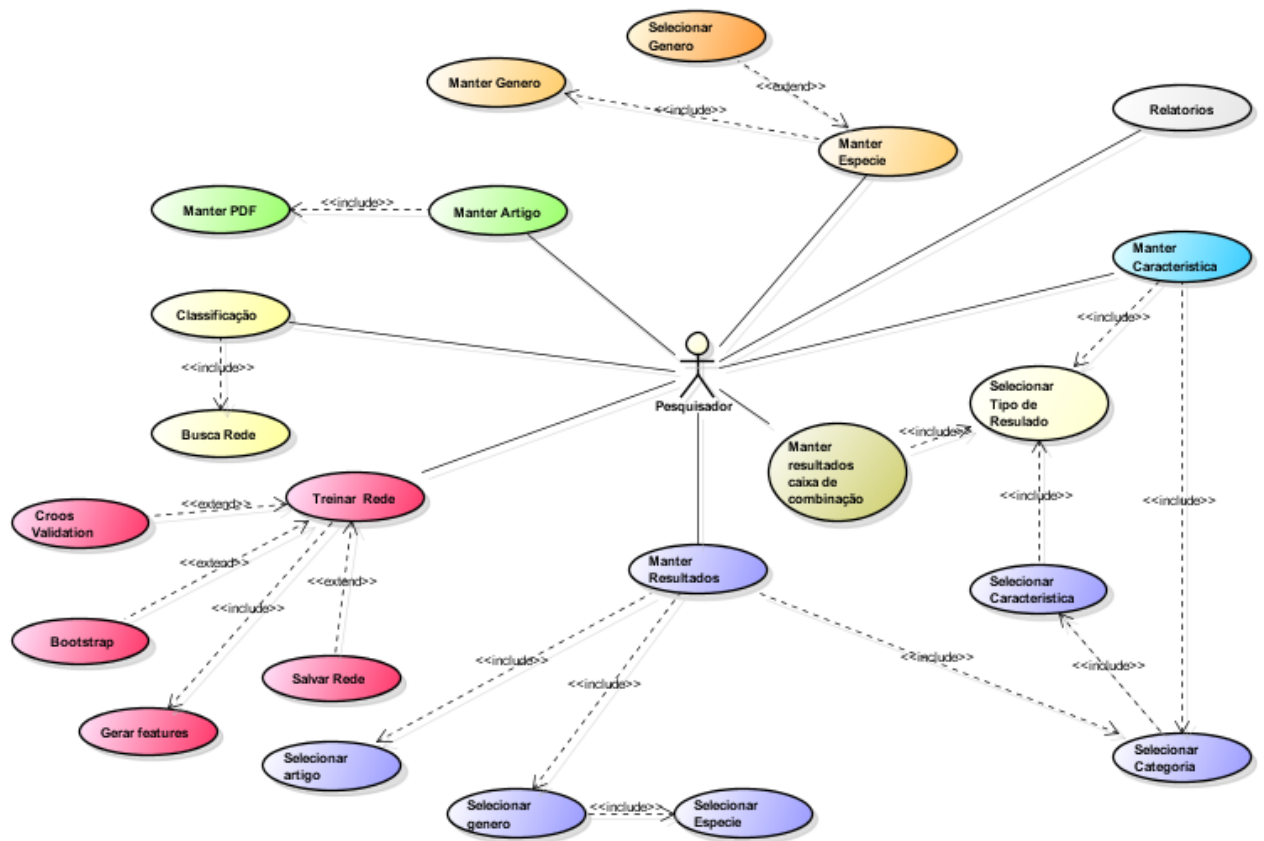 Selecionar
Genero
Manter Genero
<<extend>>
<<include>>
Relatorios
Manter
Especie
Manter PDF
<<include>>
Manter Artigo
Manter
Caracteristica
Classificação
<<include>>
<<include>>
Busca Rede
Pesquisador
Selecionar
Tipo de
Resulado
<<include>>
Manter
resultados
caixa de
combinação
Treinar Rede
<<extend>>
Croos
Validation
<<include>>
<<include>>
<<extend>>
<<extend>>
<<include>>
Manter
Resultados
Selecionar
Caracteristica
Bootstrap
Salvar Rede
<<include>>
<<include>>
<<include>>
<<include>>
Gerar features
Selecionar
artigo
Selecionar
Categoria
Selecionar
genero
<<include>>
Selecionar
Especie